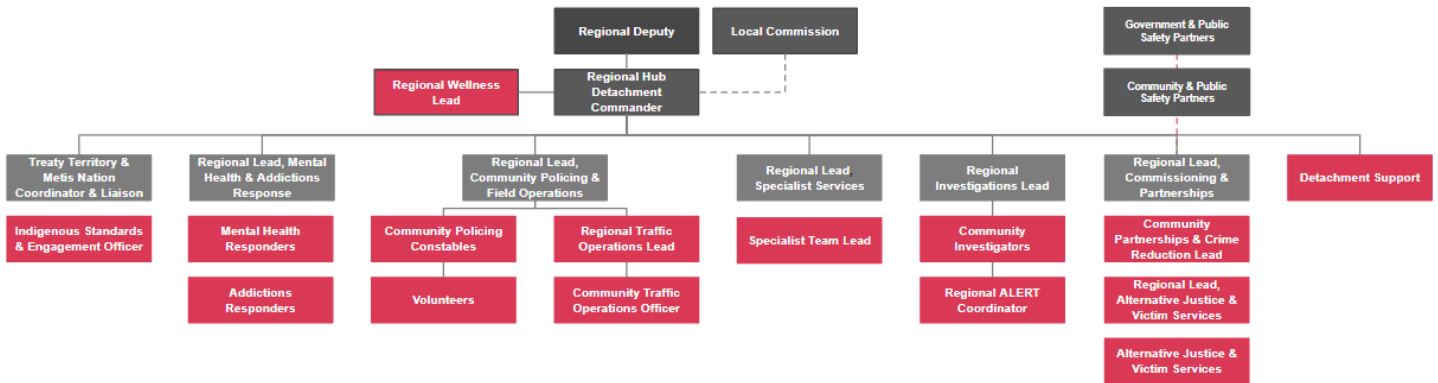 Regional Deputy
Local Commission
Government & Public
Safety Partners
Regional Wellness
Lead
Regional Hub
Detachment
Commander
Community & Public
Safety Partners
Treaty Territory &
Metis Nation
Coordinator & Liaison
Regional Lead, Mental
Health & Addictions
Response
Regional Lead,
Community Policing &
Field Operations
Regional Lead,
Specialist Services
Regional
Investigations Lead
Regional Lead,
Commissioning &
Partnerships
Detachment Support
Indigenous Standards
& Engagement Officer
Mental Health
Responders
Community Policing
Constables
Regional Traffic
Operations Lead
Specialist Team Lead
Community
Investigators
Community
Partnerships & Crime
Reduction Lead
Addictions
Responders
Volunteers
Community Traffic
Operations Officer
Regional ALERT
Coordinator
Regional Lead,
Alternative Justice &
Victim Services
Alternative Justice &
Victim Services